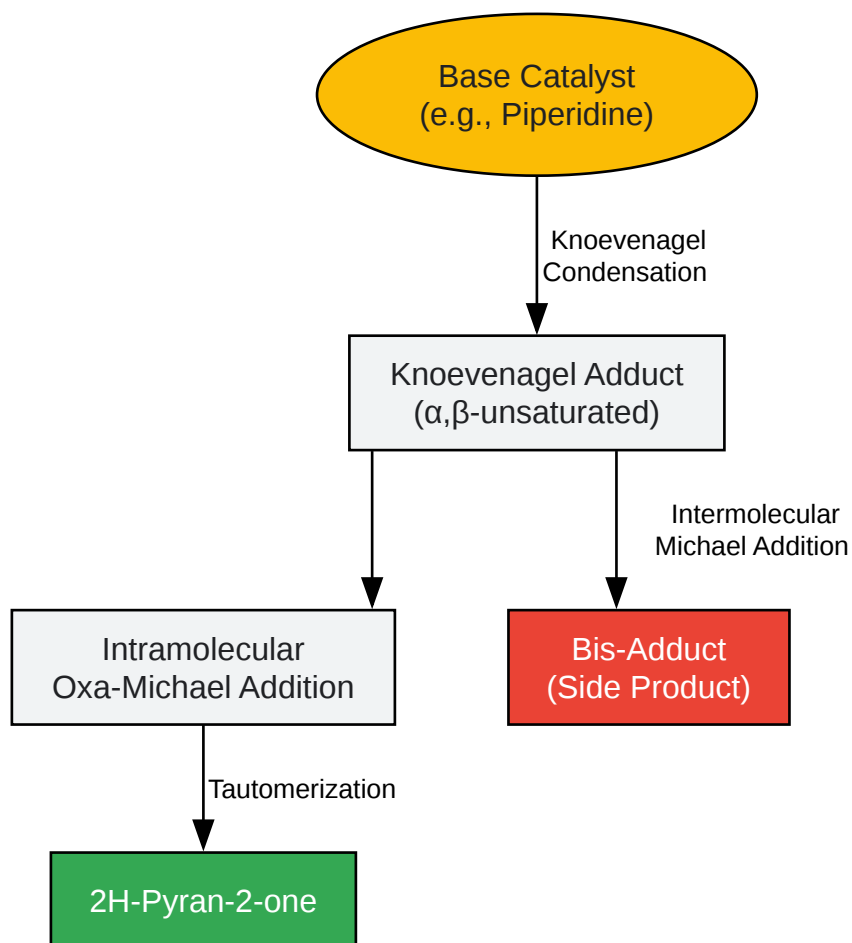 Base Catalyst
(e.g., Piperidine)
Knoevenagel
Condensation
Knoevenagel Adduct
(α,β-unsaturated)
Intermolecular
Michael Addition
Intramolecular
Oxa-Michael Addition
Bis-Adduct
(Side Product)
Tautomerization
2H-Pyran-2-one